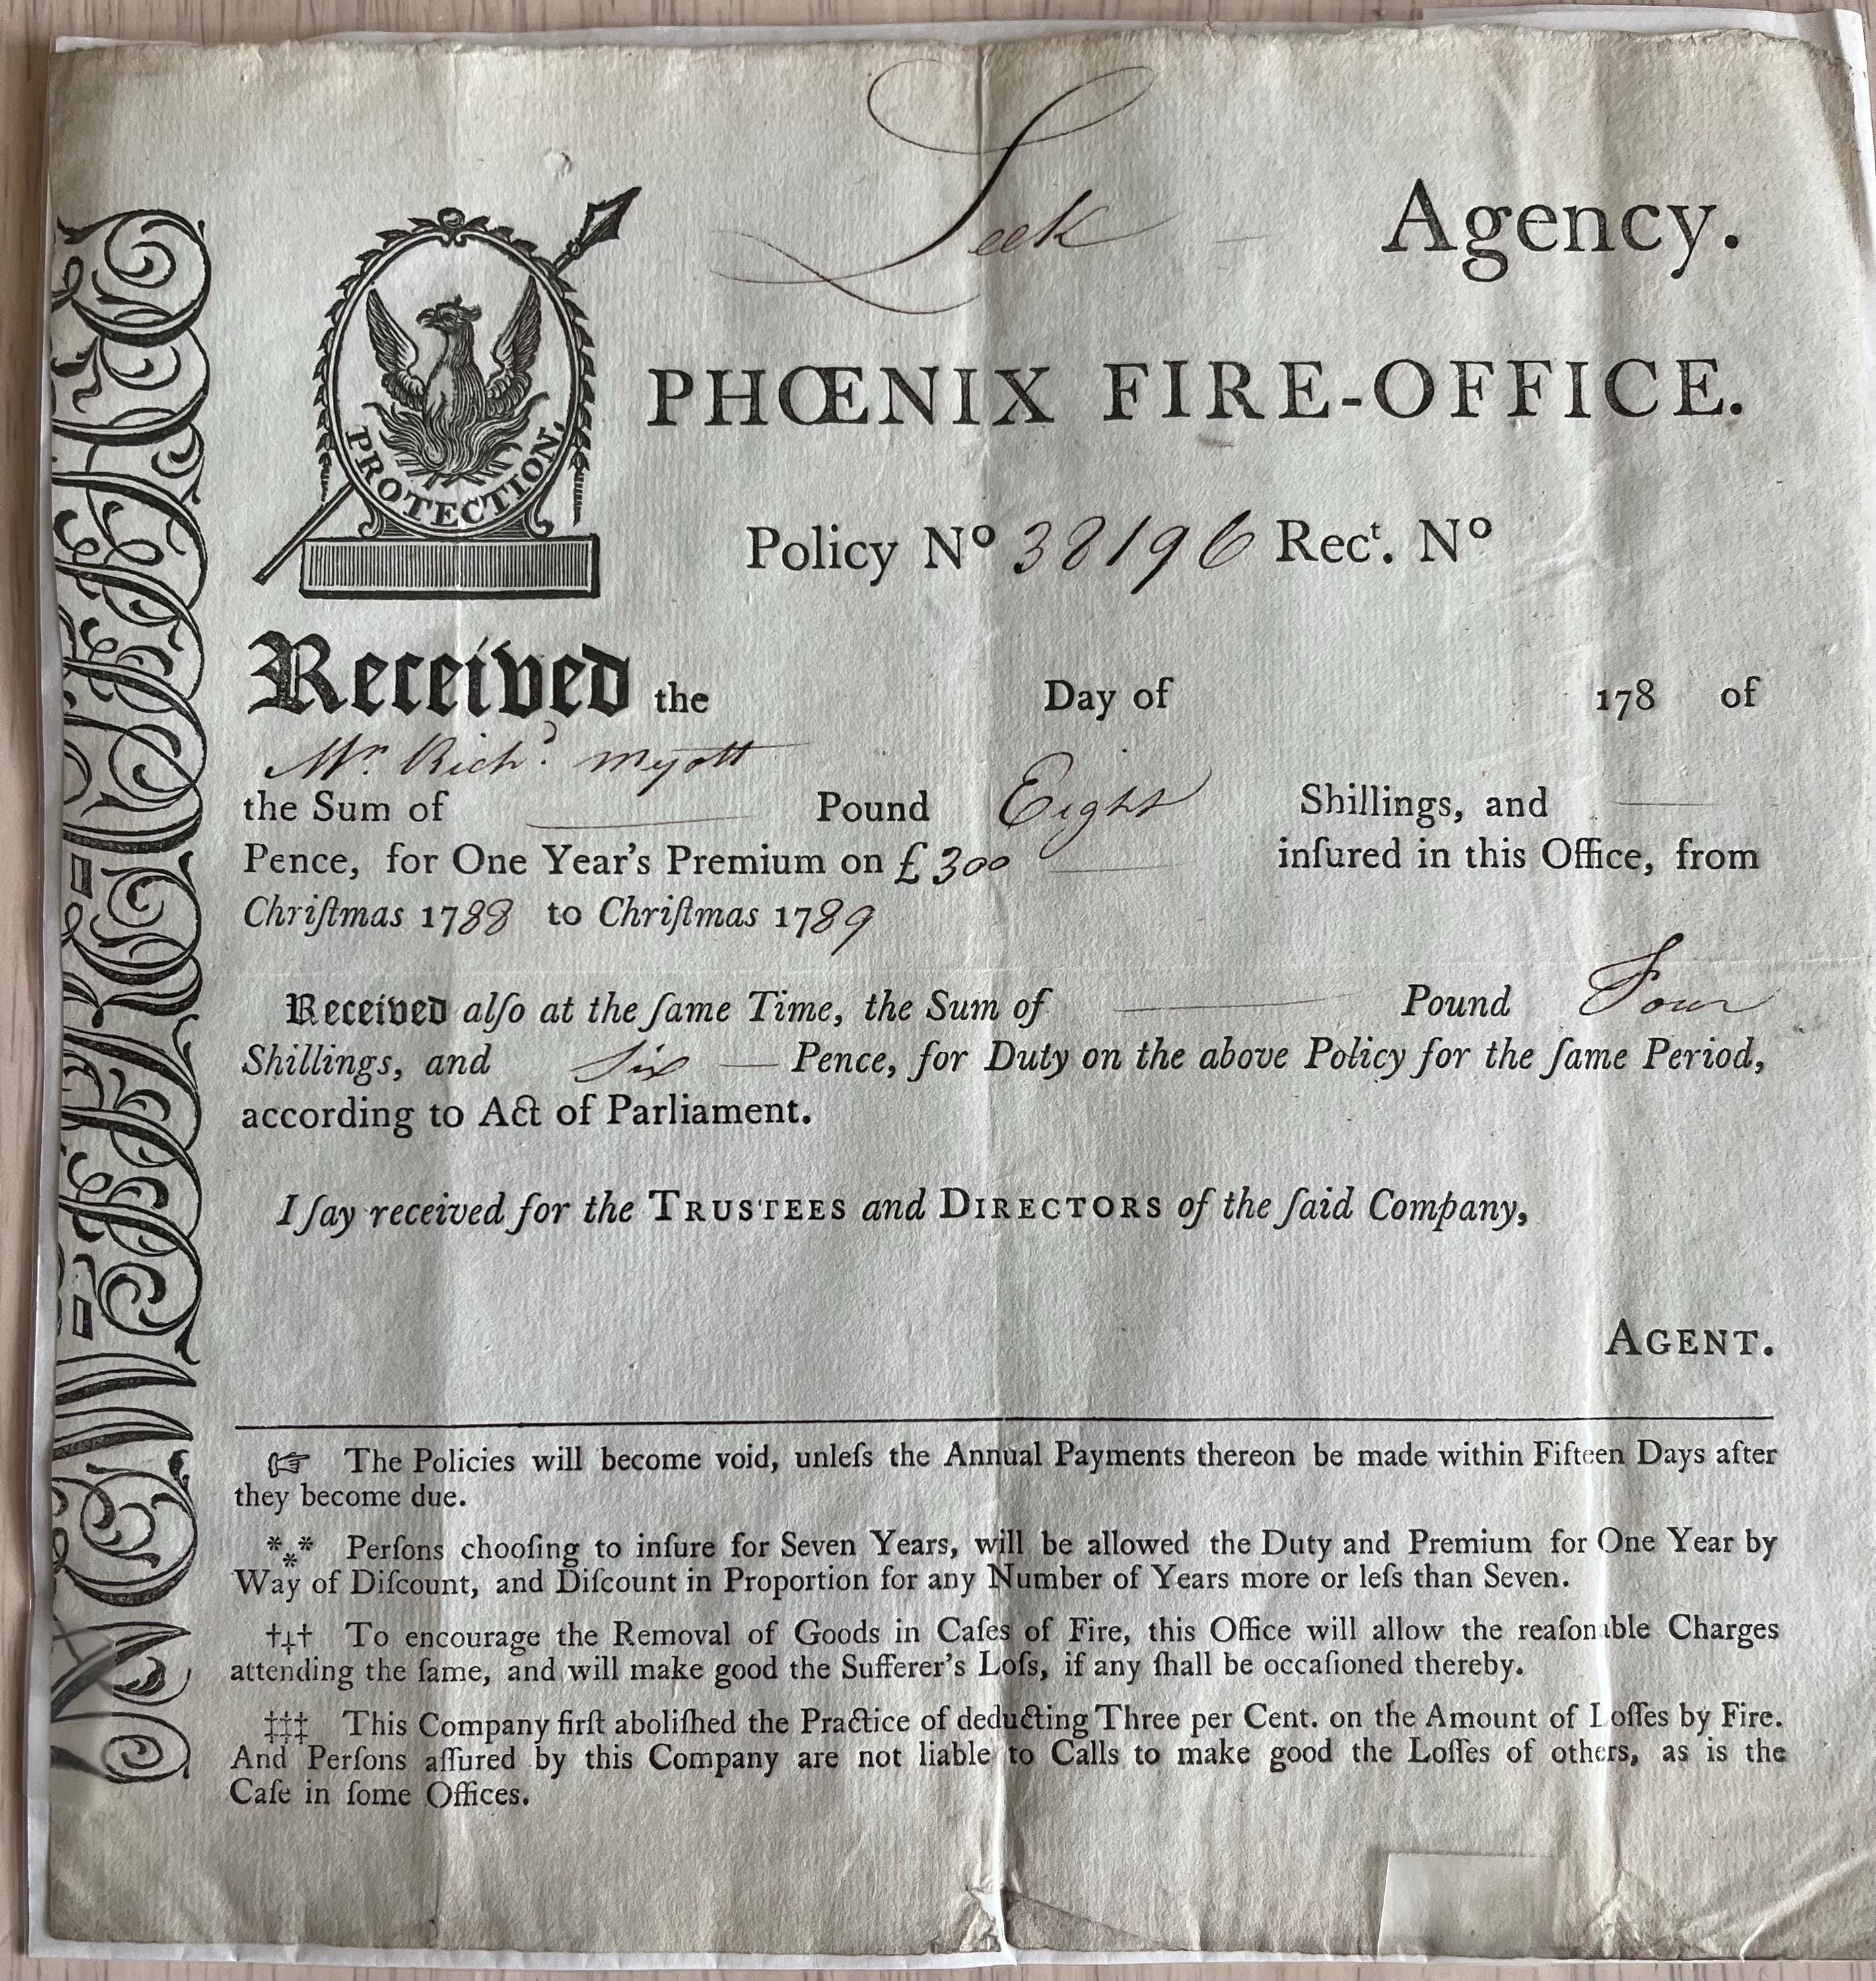 Leek Agency.
PROTECTION.
PHŒNIX FIRE-OFFICE.
Policy Nº 38196 Recᵗ. Nº
Received the Day of 178 of
Mʳ. Richᵈ. Myott
the Sum of — Pound Eight Shillings, and —
Pence, for One Year's Premium on £ 300 — inſured in this Office, from
Chriſtmas 1788 to Chriſtmas 1789
Received alſo at the ſame Time, the Sum of — Pound Four
Shillings, and Six — Pence, for Duty on the above Policy for the ſame Period,
according to Act of Parliament.
I ſay received for the TRUSTEES and DIRECTORS of the ſaid Company,
AGENT.
☞ The Policies will become void, unleſs the Annual Payments thereon be made within Fifteen Days after
they become due.
*⁎* Perſons chooſing to inſure for Seven Years, will be allowed the Duty and Premium for One Year by
Way of Diſcount, and Diſcount in Proportion for any Number of Years more or leſs than Seven.
†‡† To encourage the Removal of Goods in Caſes of Fire, this Office will allow the reaſonable Charges
attending the ſame, and will make good the Sufferer's Loſs, if any ſhall be occaſioned thereby.
‡‡‡ This Company firſt aboliſhed the Practice of deducting Three per Cent. on the Amount of Loſſes by Fire.
And Perſons aſſured by this Company are not liable to Calls to make good the Loſſes of others, as is the
Caſe in ſome Offices.